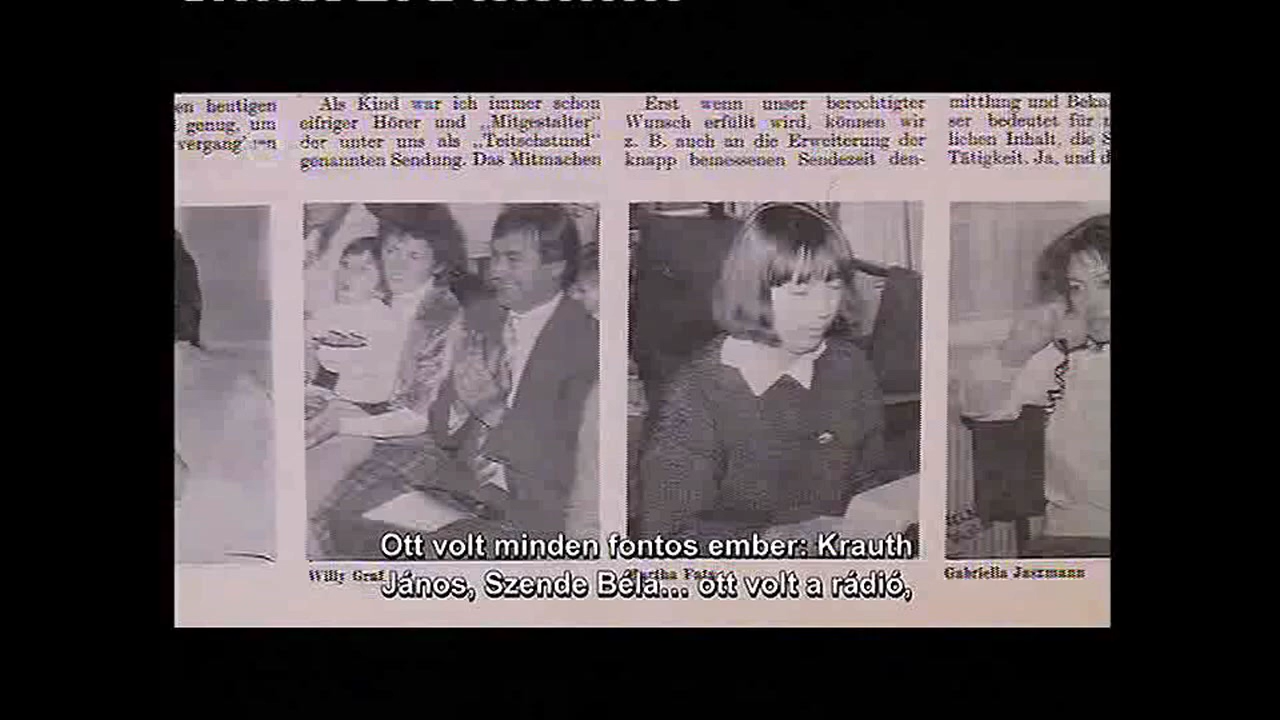 en heutigen
genug, um
vergang
Als Kind war ich immer schon
eifriger Hörer und „Mitgestalter"
der unter uns als „Teitschstund"
genannten Sendung. Das Mitmachen
Erst wenn unser berechtigter
Wunsch erfüllt wird, können wir
z. B. auch an die Erweiterung der
knapp bemessenen Sendezeit den-
mittlung und Beka
ser bedeutet für
lichen Inhalt, die S
Tätigkeit. Ja, und d
Willy Graf
Gabriella Jaszmann
Ott volt minden fontos ember: Krauth
János, Szende Béla... ott volt a rádió,